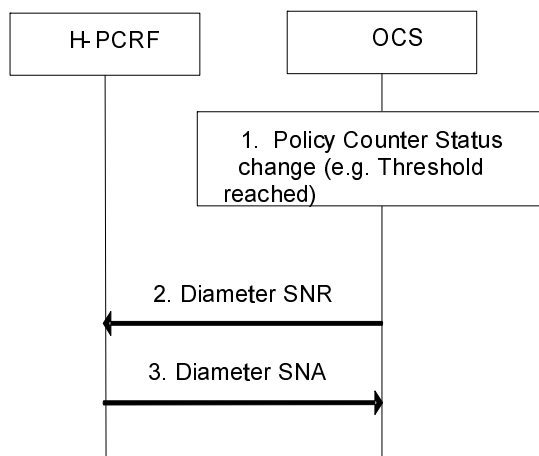 H-PCRF
OCS
1. Policy Counter Status
change (e.g. Threshold
reached)
2. Diameter SNR
3. Diameter SNA